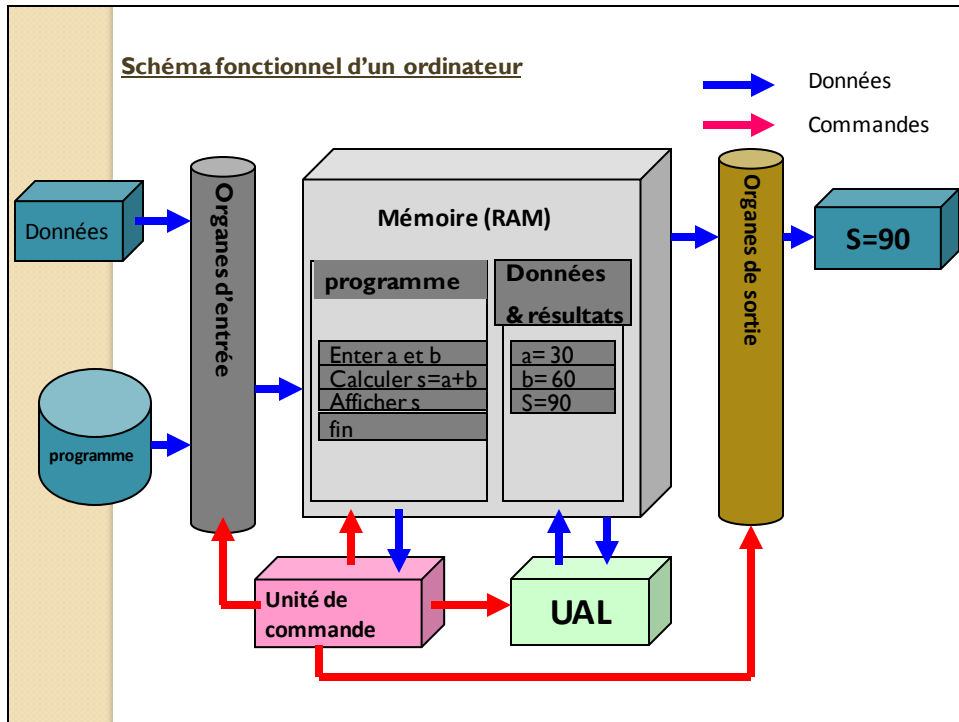 Schéma fonctionnel d'un ordinateur
Données
Commandes
Données
programme
Organes d'entrée
Mémoire (RAM)
programme
Enter a et b
Calculer s=a+b
Afficher s
fin
Données
& résultats
a= 30
b= 60
S=90
Organes de sortie
S=90
Unité de
commande
UAL